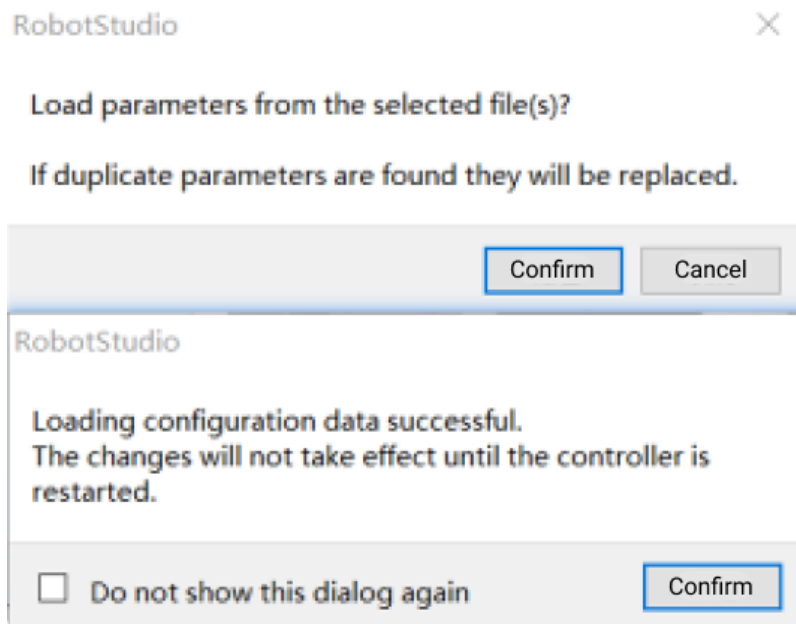 RobotStudio
Load parameters from the selected file(s)?
If duplicate parameters are found they will be replaced.
Confirm
Cancel
RobotStudio
Loading configuration data successful.
The changes will not take effect until the controller is
restarted.
Do not show this dialog again
Confirm